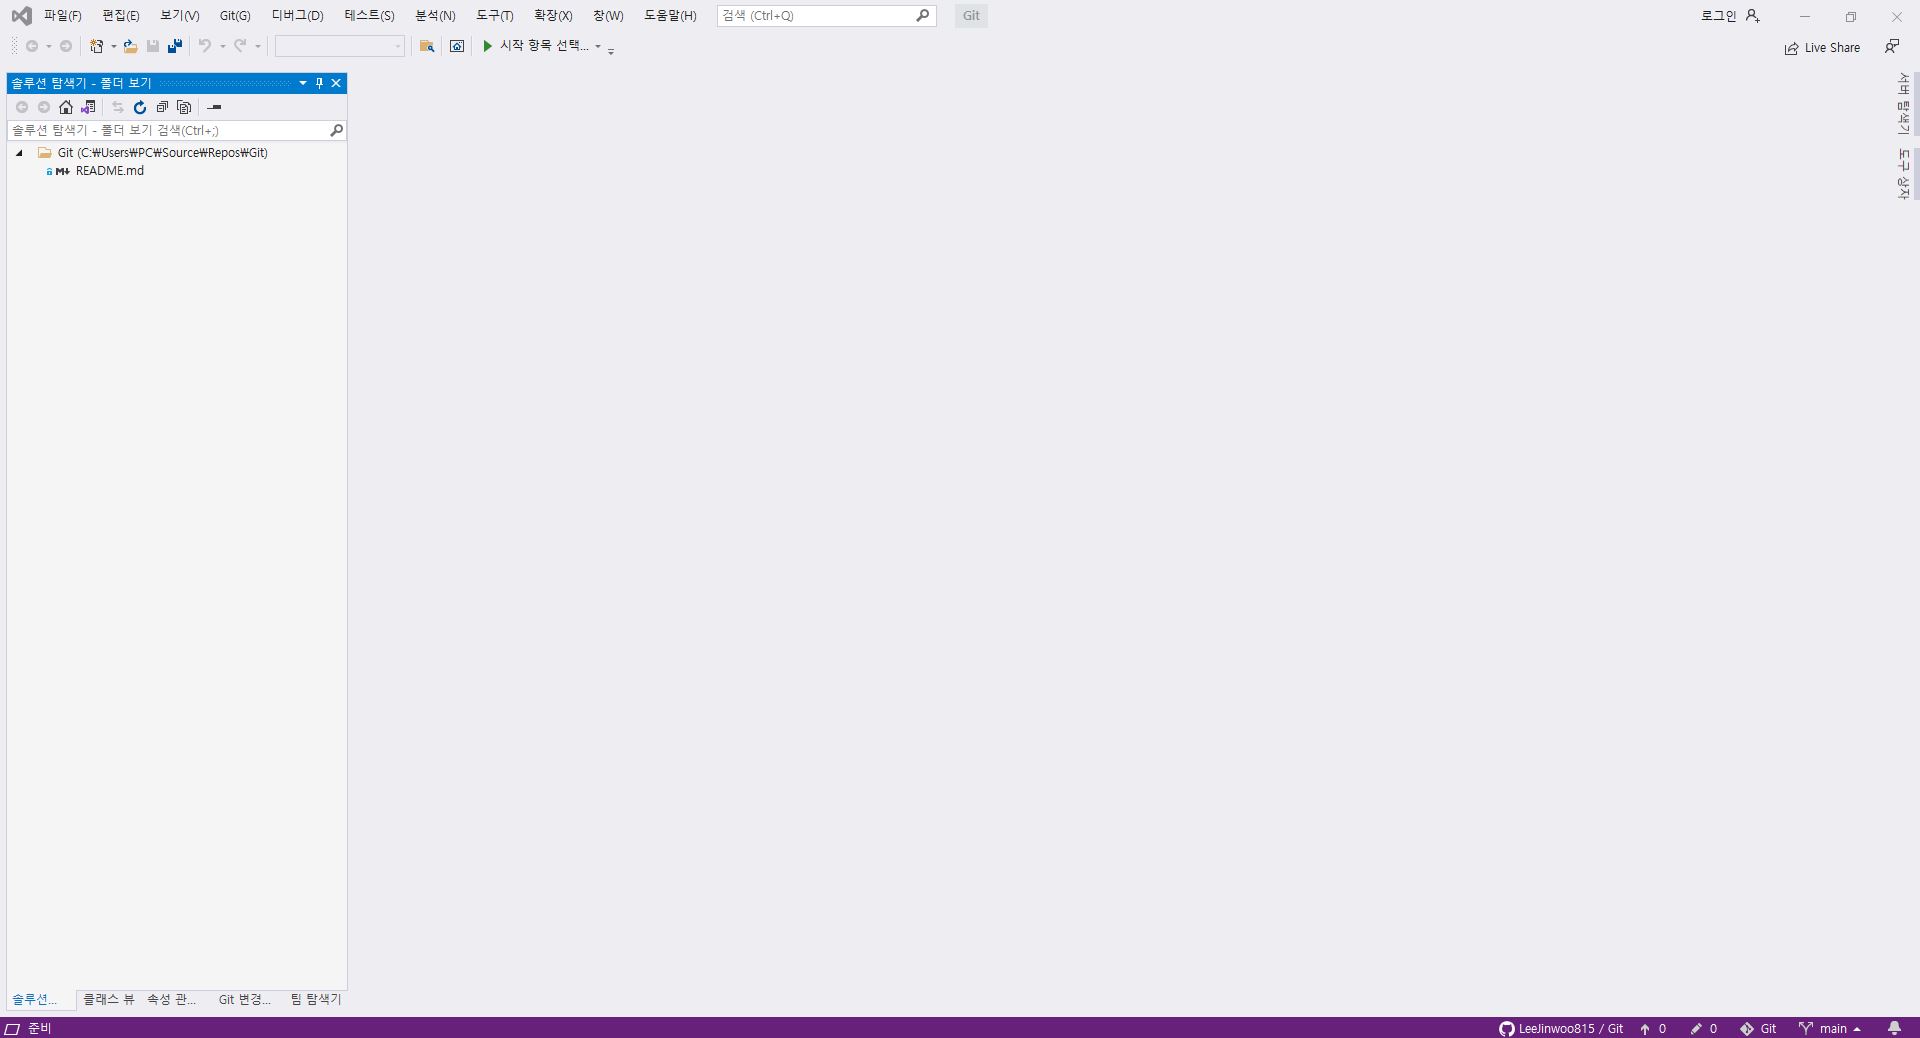 파일(F) 편집(E) 보기(V) Git(G) 디버그(D) 테스트(S) 분석(N) 도구(T) 확장(X) 창(W) 도움말(H) 검색 (Ctrl+Q) Git 로그인
시작 항목 선택... Live Share
솔루션 탐색기 - 폴더 보기
솔루션 탐색기 - 폴더 보기 검색(Ctrl+;)
Git (C:₩Users₩PC₩Source₩Repos₩Git)
M↓ README.md
서버 탐색기
도구 상자
솔루션... 클래스 뷰 속성 관... Git 변경... 팀 탐색기
준비 LeeJinwoo815 / Git 0 0 Git main